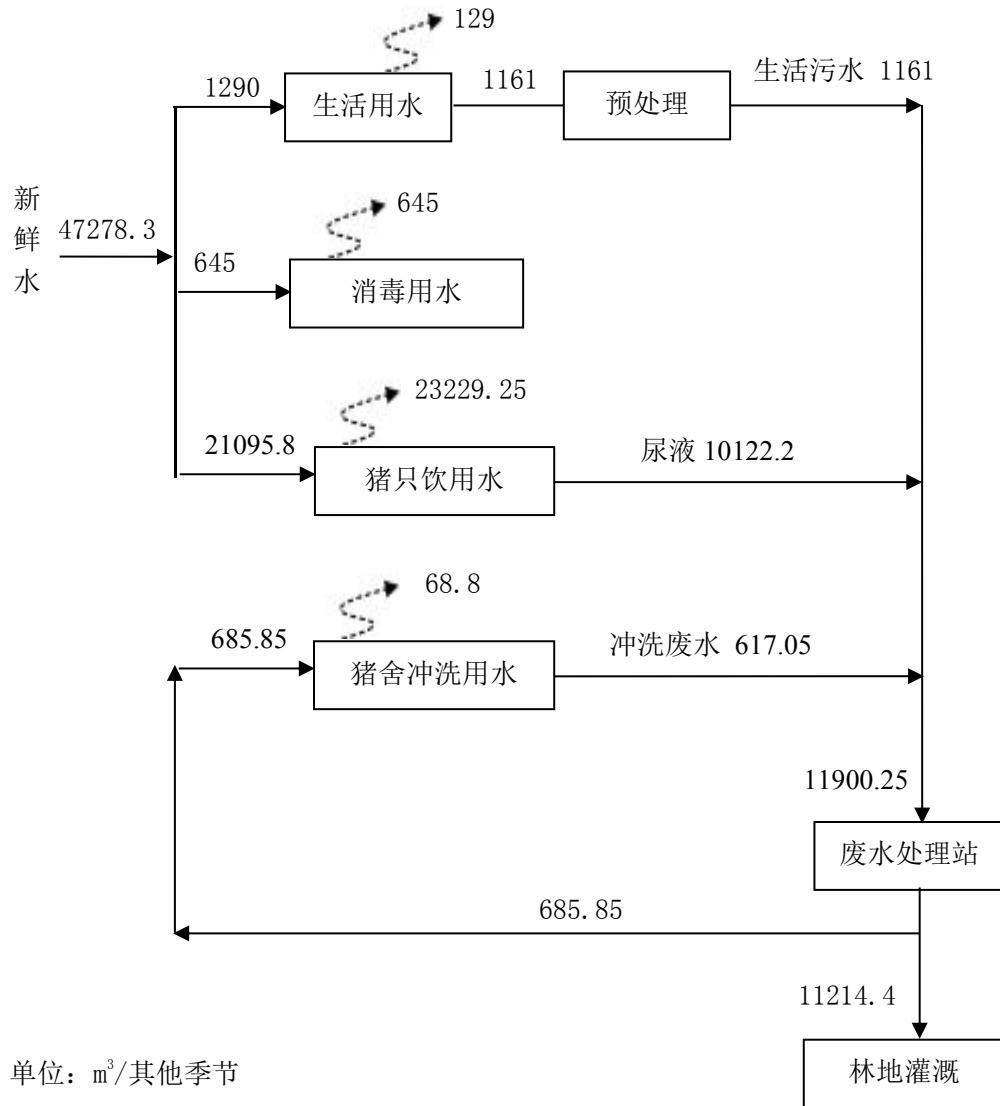 129
1290
生活用水
1161
预处理
生活污水 1161
新鲜水
47278.3
645
645
消毒用水
23229.25
21095.8
猪只饮用水
尿液 10122.2
68.8
685.85
猪舍冲洗用水
冲洗废水 617.05
11900.25
废水处理站
685.85
11214.4
林地灌溉
单位：m³/其他季节